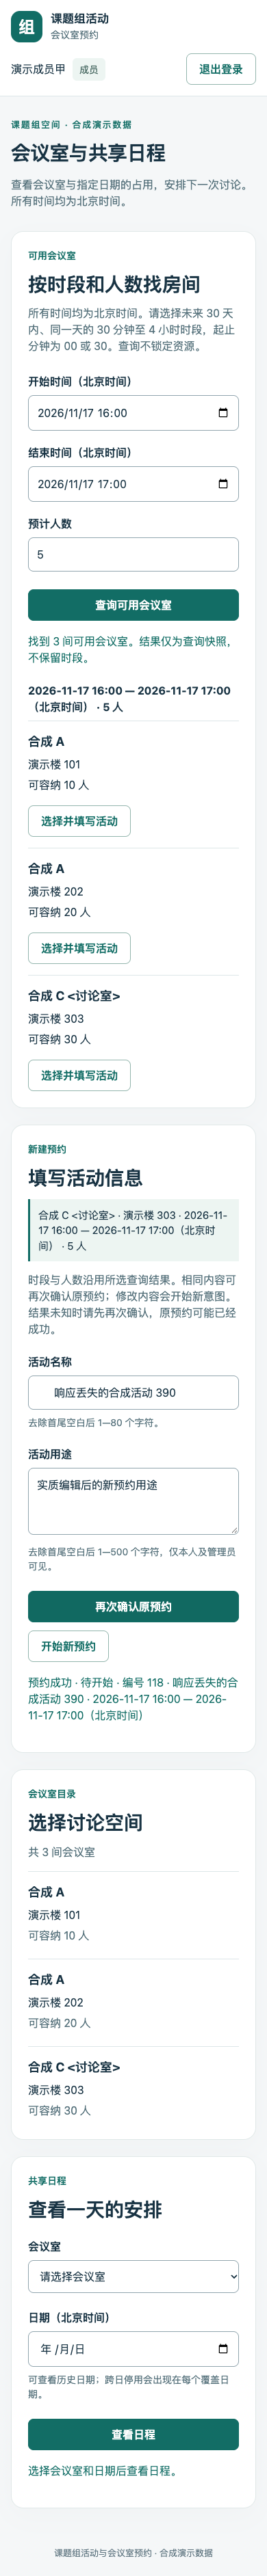 组
课题组活动
会议室预约
演示成员甲
成员
退出登录
课题组空间 · 合成演示数据
会议室与共享日程
查看会议室与指定日期的占用，安排下一次讨论。
所有时间均为北京时间。
可用会议室
按时段和人数找房间
所有时间均为北京时间。请选择未来 30 天
内、同一天的 30 分钟至 4 小时时段，起止
分钟为 00 或 30。查询不锁定资源。
开始时间（北京时间）
2026/11/17 16:00
结束时间（北京时间）
2026/11/17 17:00
预计人数
5
查询可用会议室
找到 3 间可用会议室。结果仅为查询快照，
不保留时段。
2026-11-17 16:00 — 2026-11-17 17:00
（北京时间） · 5 人
合成 A
演示楼 101
可容纳 10 人
选择并填写活动
合成 A
演示楼 202
可容纳 20 人
选择并填写活动
合成 C <讨论室>
演示楼 303
可容纳 30 人
选择并填写活动
新建预约
填写活动信息
合成 C <讨论室> · 演示楼 303 · 2026-11-
17 16:00 — 2026-11-17 17:00（北京时
间） · 5 人
时段与人数沿用所选查询结果。相同内容可
再次确认原预约；修改内容会开始新意图。
结果未知时请先再次确认，原预约可能已经
成功。
活动名称
响应丢失的合成活动 390
去除首尾空白后 1—80 个字符。
活动用途
实质编辑后的新预约用途
去除首尾空白后 1—500 个字符，仅本人及管理员
可见。
再次确认原预约
开始新预约
预约成功 · 待开始 · 编号 118 · 响应丢失的合
成活动 390 · 2026-11-17 16:00 — 2026-
11-17 17:00（北京时间）
会议室目录
选择讨论空间
共 3 间会议室
合成 A
演示楼 101
可容纳 10 人
合成 A
演示楼 202
可容纳 20 人
合成 C <讨论室>
演示楼 303
可容纳 30 人
共享日程
查看一天的安排
会议室
请选择会议室
日期（北京时间）
年 /月/日
可查看历史日期；跨日停用会出现在每个覆盖日
期。
查看日程
选择会议室和日期后查看日程。
课题组活动与会议室预约 · 合成演示数据